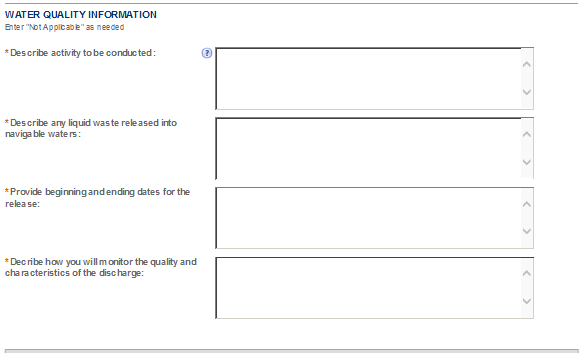 WATER QUALITY INFORMATION
Enter "Not Applicable" as needed
*Describe activity to be conducted:
?
*Describe any liquid waste released into
navigable waters:
*Provide beginning and ending dates for the
release:
*Decribe how you will monitor the quality and
characteristics of the discharge: